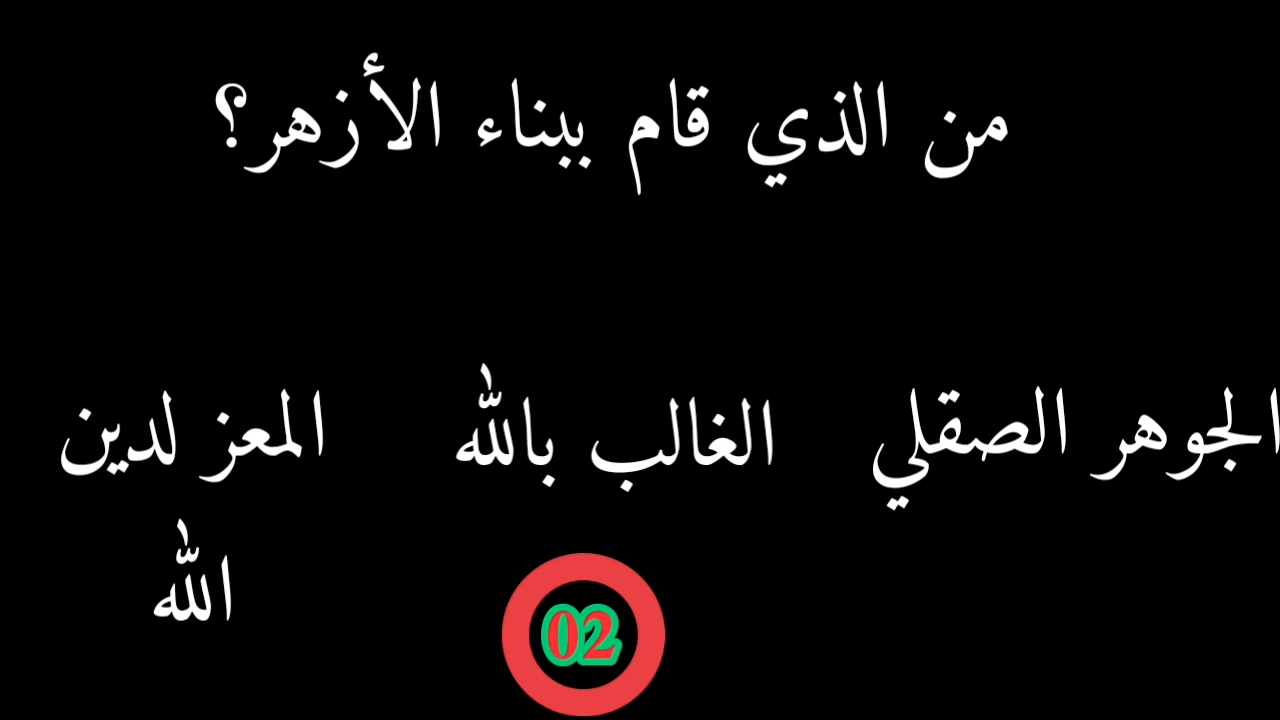 من الذي قام ببناء الأزهر؟
الجوهر الصقلي
الغالب بالله
المعز لدين
الله
02